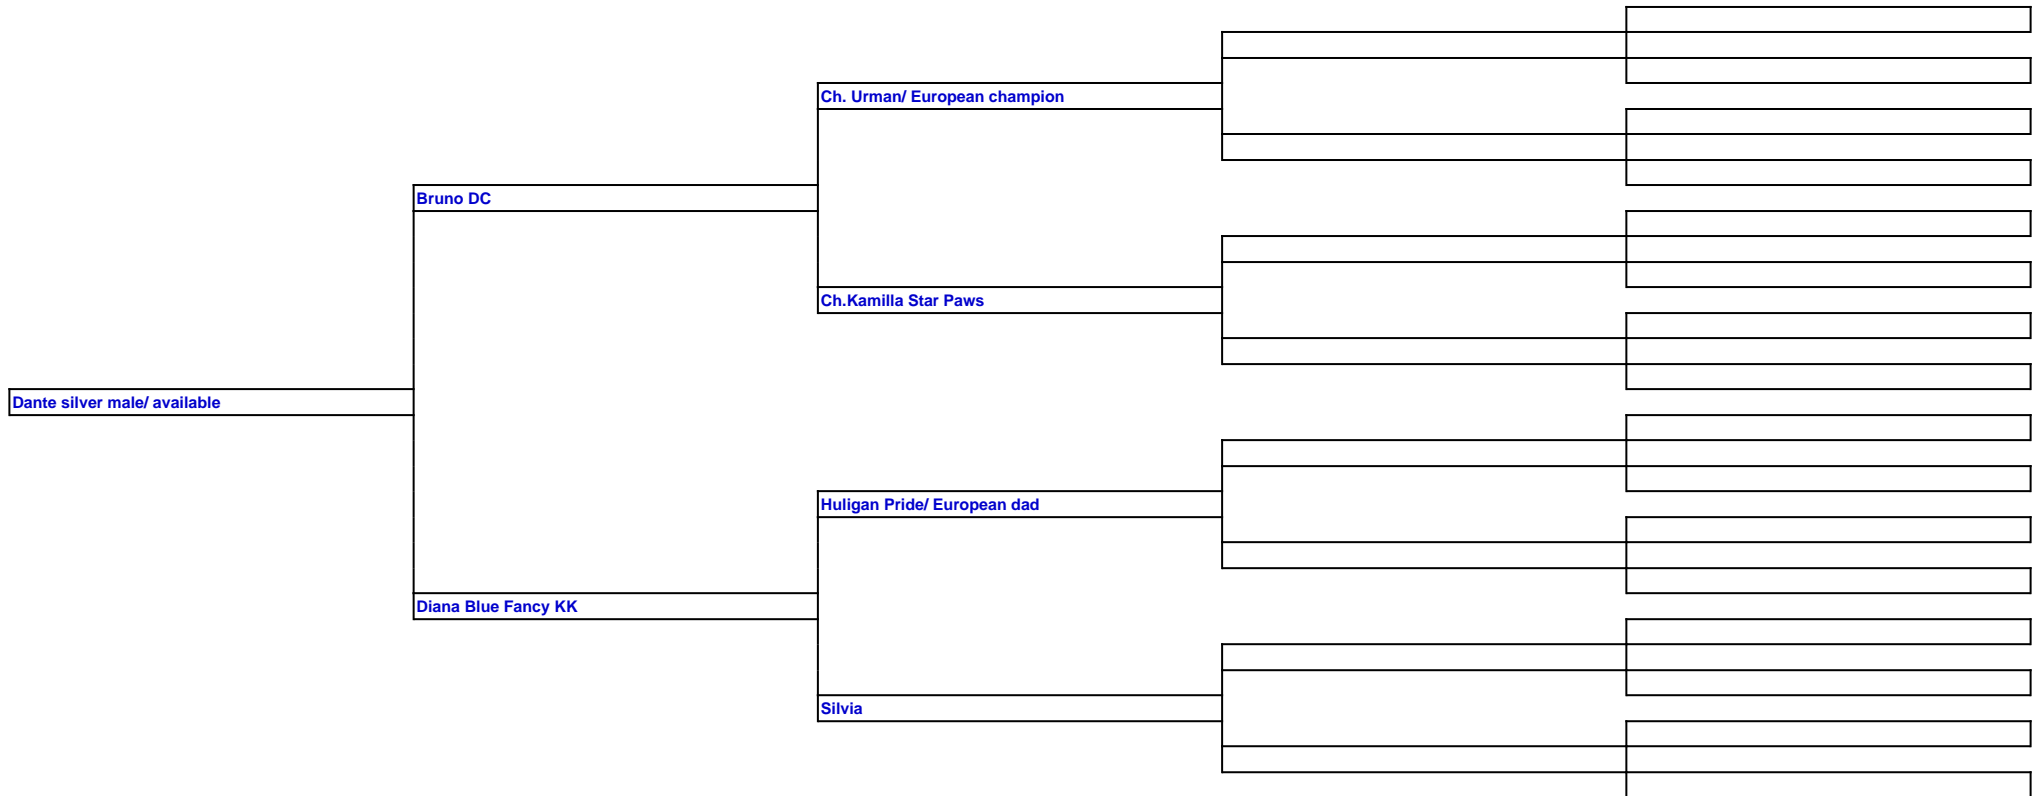 Ch. Urman/ European champion
Bruno DC
Ch.Kamilla Star Paws
Dante silver male/ available
Huligan Pride/ European dad
Diana Blue Fancy KK
Silvia